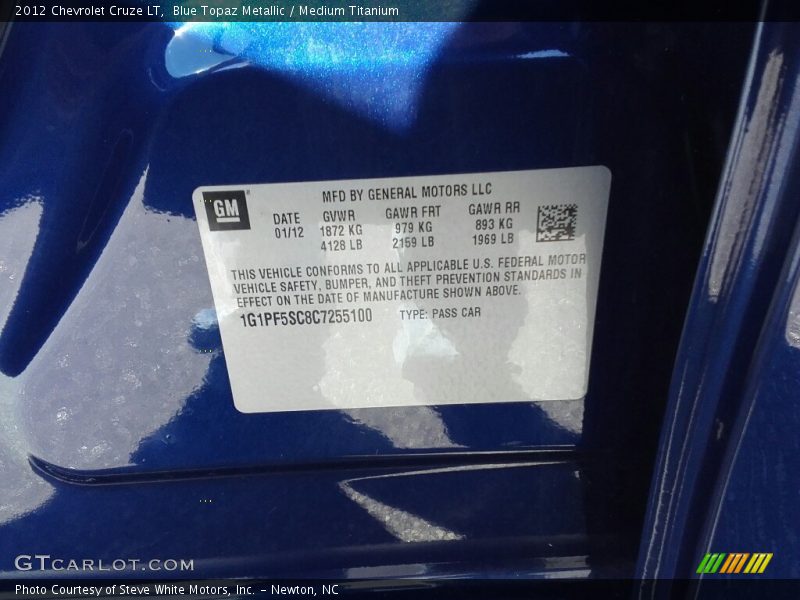 2012 Chevrolet Cruze LT, Blue Topaz Metallic / Medium Titanium
GM
MFD BY GENERAL MOTORS LLC
DATE GVWR GAWR FRT GAWR RR
01/12 1872 KG 979 KG 893 KG
4128 LB 2159 LB 1969 LB
THIS VEHICLE CONFORMS TO ALL APPLICABLE U.S. FEDERAL MOTOR
VEHICLE SAFETY, BUMPER, AND THEFT PREVENTION STANDARDS IN
EFFECT ON THE DATE OF MANUFACTURE SHOWN ABOVE.
1G1PF5SC8C7255100 TYPE: PASS CAR
GTCARLOT.COM
Photo Courtesy of Steve White Motors, Inc. – Newton, NC